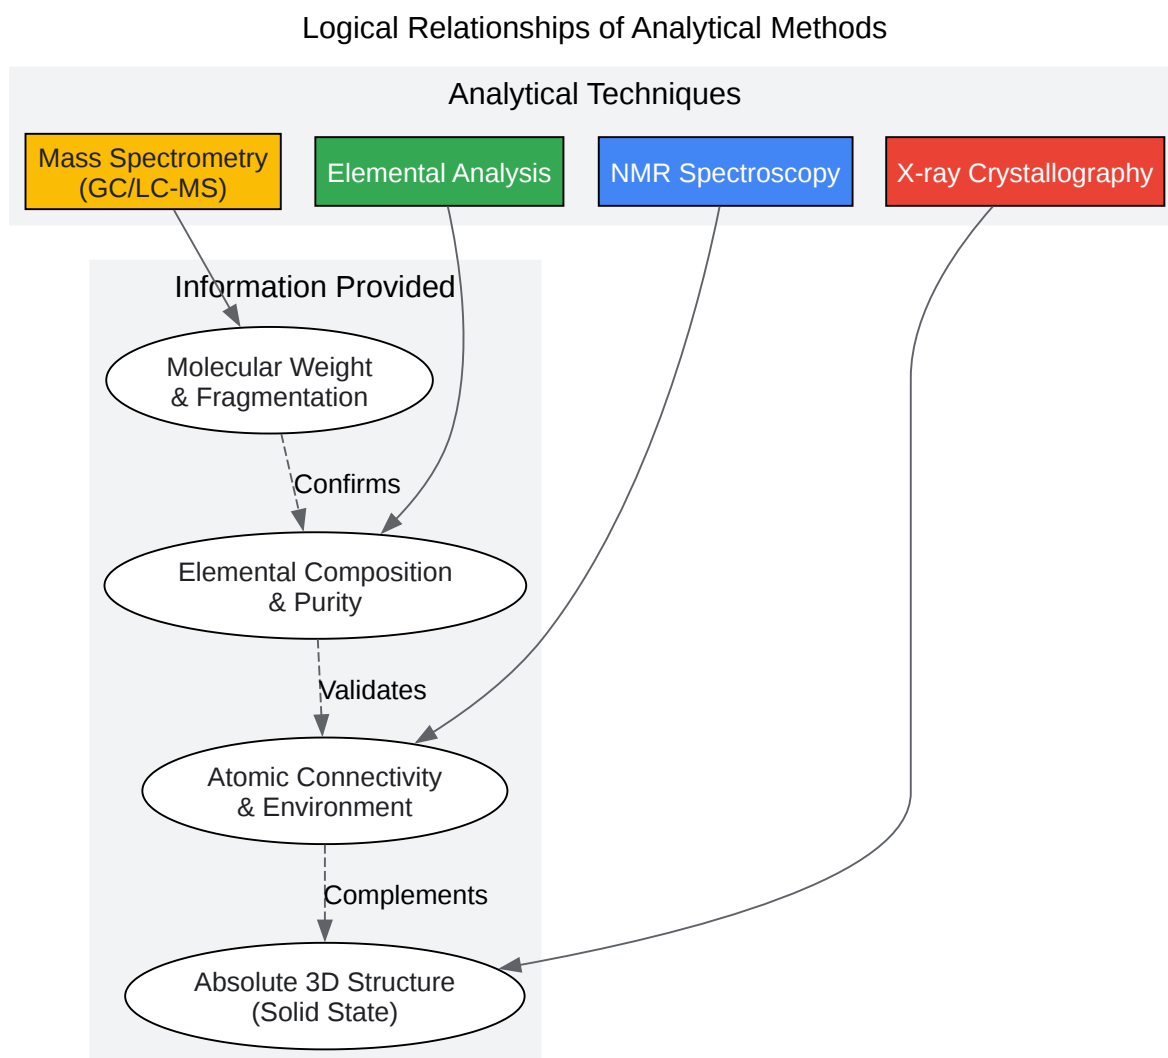 Logical Relationships of Analytical Methods
Analytical Techniques
Mass Spectrometry
(GC/LC-MS)
Elemental Analysis
NMR Spectroscopy
X-ray Crystallography
Information Provided
Molecular Weight
& Fragmentation
Confirms
Elemental Composition
& Purity
Validates
Atomic Connectivity
& Environment
Complements
Absolute 3D Structure
(Solid State)